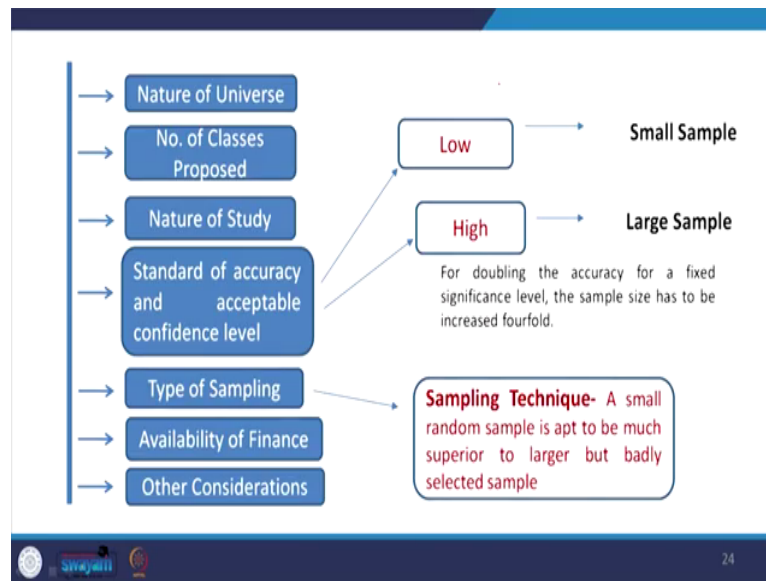 Nature of Universe
No. of Classes
Proposed
Nature of Study
Standard of accuracy
and acceptable
confidence level
Type of Sampling
Availability of Finance
Other Considerations
Low
Small Sample
High
Large Sample
For doubling the accuracy for a fixed
significance level, the sample size has to be
increased fourfold.
Sampling Technique- A small
random sample is apt to be much
superior to larger but badly
selected sample
swayam
24